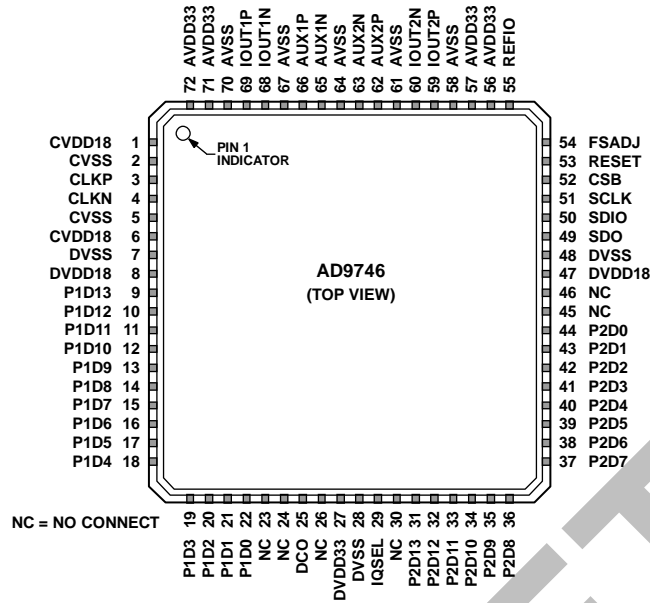 72 AVDD33
71 AVDD33
70 AVSS
69 IOUT1P
68 IOUT1N
67 AVSS
66 AUX1P
65 AUX1N
64 AVSS
63 AUX2N
62 AUX2P
61 AVSS
60 IOUT2N
59 IOUT2P
58 AVSS
57 AVDD33
56 AVDD33
55 REFIO
CVDD18 1
CVSS 2
CLKP 3
CLKN 4
CVSS 5
CVDD18 6
DVSS 7
DVDD18 8
P1D13 9
P1D12 10
P1D11 11
P1D10 12
P1D9 13
P1D8 14
P1D7 15
P1D6 16
P1D5 17
P1D4 18
PIN 1
INDICATOR
AD9746
(TOP VIEW)
54 FSADJ
53 RESET
52 CSB
51 SCLK
50 SDIO
49 SDO
48 DVSS
47 DVDD18
46 NC
45 NC
44 P2D0
43 P2D1
42 P2D2
41 P2D3
40 P2D4
39 P2D5
38 P2D6
37 P2D7
NC = NO CONNECT
P1D3 19
P1D2 20
P1D1 21
P1D0 22
NC 23
NC 24
DCO 25
NC 26
DVDD33 27
DVSS 28
IQSEL 29
NC 30
P2D13 31
P2D12 32
P2D11 33
P2D10 34
P2D9 35
P2D8 36